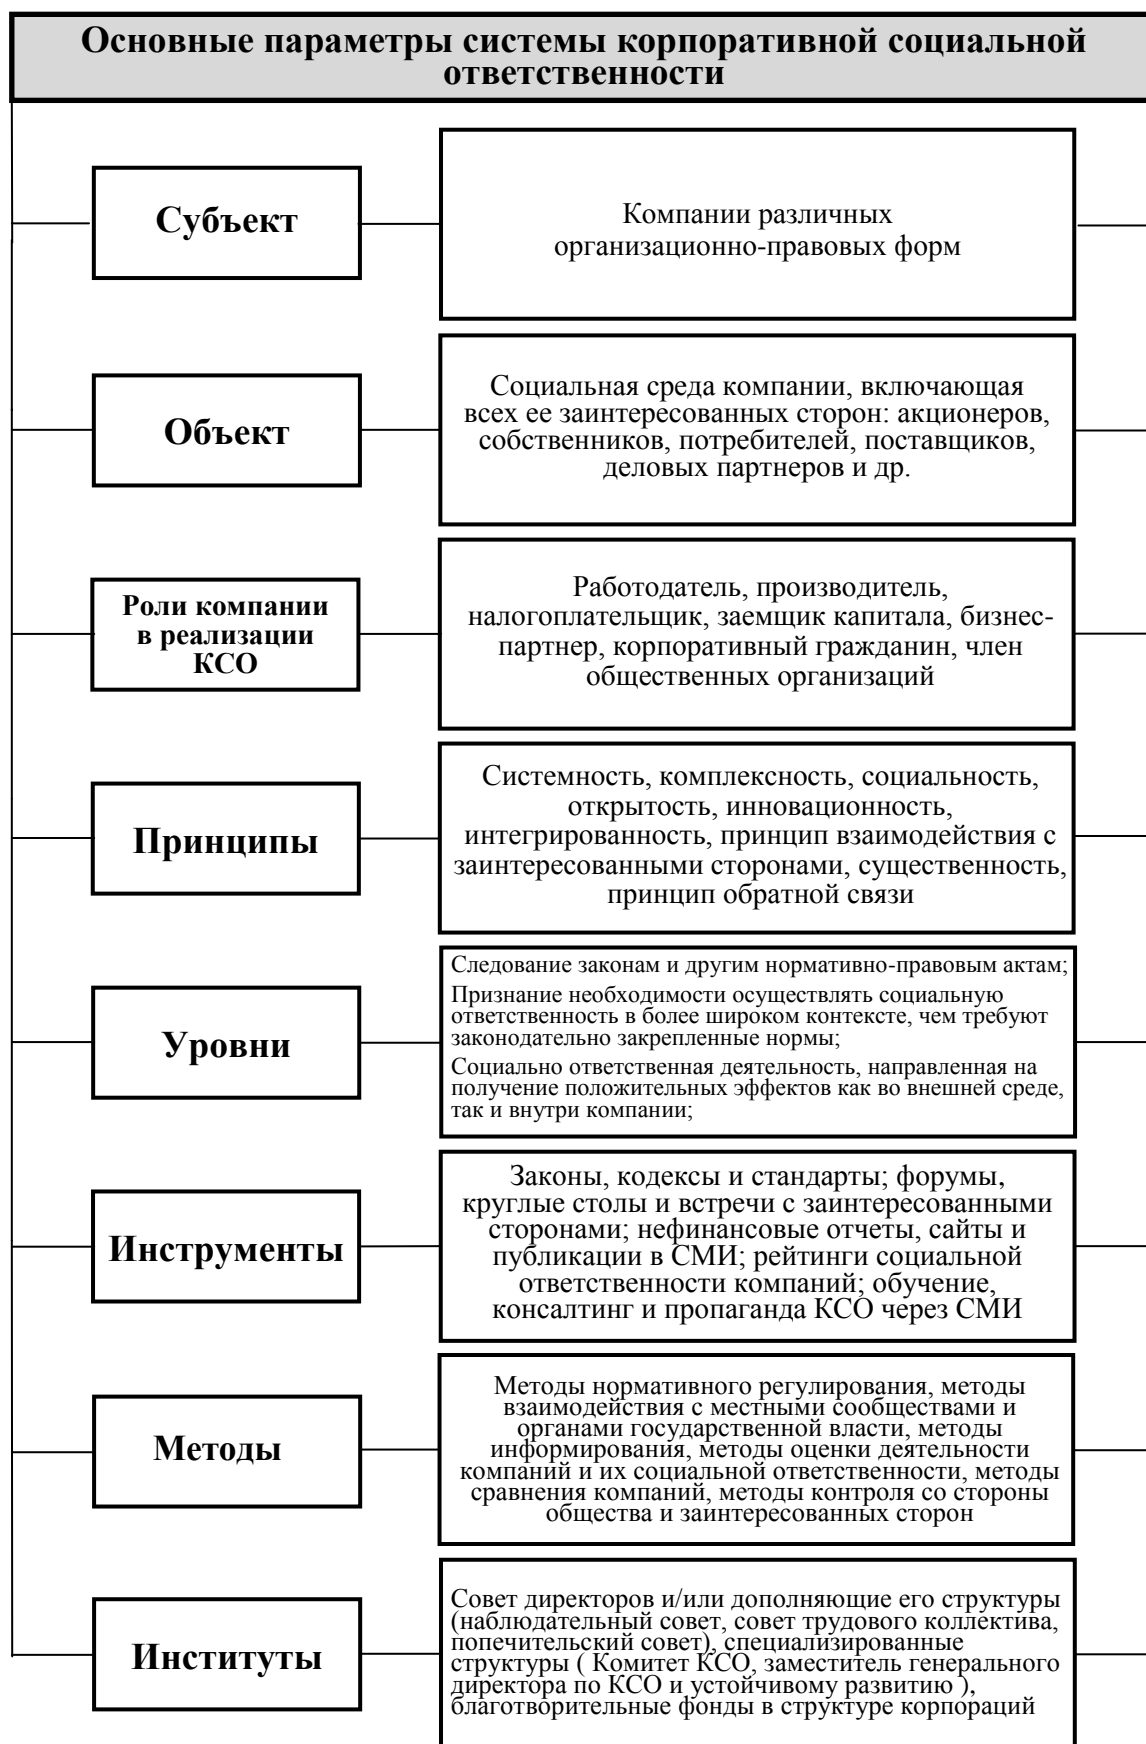 Основные параметры системы корпоративной социальной
ответственности
Субъект
Компании различных
организационно-правовых форм
Объект
Социальная среда компании, включающая
всех ее заинтересованных сторон: акционеров,
собственников, потребителей, поставщиков,
деловых партнеров и др.
Роли компании
в реализации
КСО
Работодатель, производитель,
налогоплательщик, заемщик капитала, бизнес-
партнер, корпоративный гражданин, член
общественных организаций
Принципы
Системность, комплексность, социальность,
открытость, инновационность,
интегрированность, принцип взаимодействия с
заинтересованными сторонами, существенность,
принцип обратной связи
Уровни
Следование законам и другим нормативно-правовым актам;
Признание необходимости осуществлять социальную
ответственность в более широком контексте, чем требуют
законодательно закрепленные нормы;
Социально ответственная деятельность, направленная на
получение положительных эффектов как во внешней среде,
так и внутри компании;
Инструменты
Законы, кодексы и стандарты; форумы,
круглые столы и встречи с заинтересованными
сторонами; нефинансовые отчеты, сайты и
публикации в СМИ; рейтинги социальной
ответственности компаний; обучение,
консалтинг и пропаганда КСО через СМИ
Методы
Методы нормативного регулирования, методы
взаимодействия с местными сообществами и
органами государственной власти, методы
информирования, методы оценки деятельности
компаний и их социальной ответственности, методы
сравнения компаний, методы контроля со стороны
общества и заинтересованных сторон
Институты
Совет директоров и/или дополняющие его структуры
(наблюдательный совет, совет трудового коллектива,
попечительский совет), специализированные
структуры ( Комитет КСО, заместитель генерального
директора по КСО и устойчивому развитию ),
благотворительные фонды в структуре корпораций